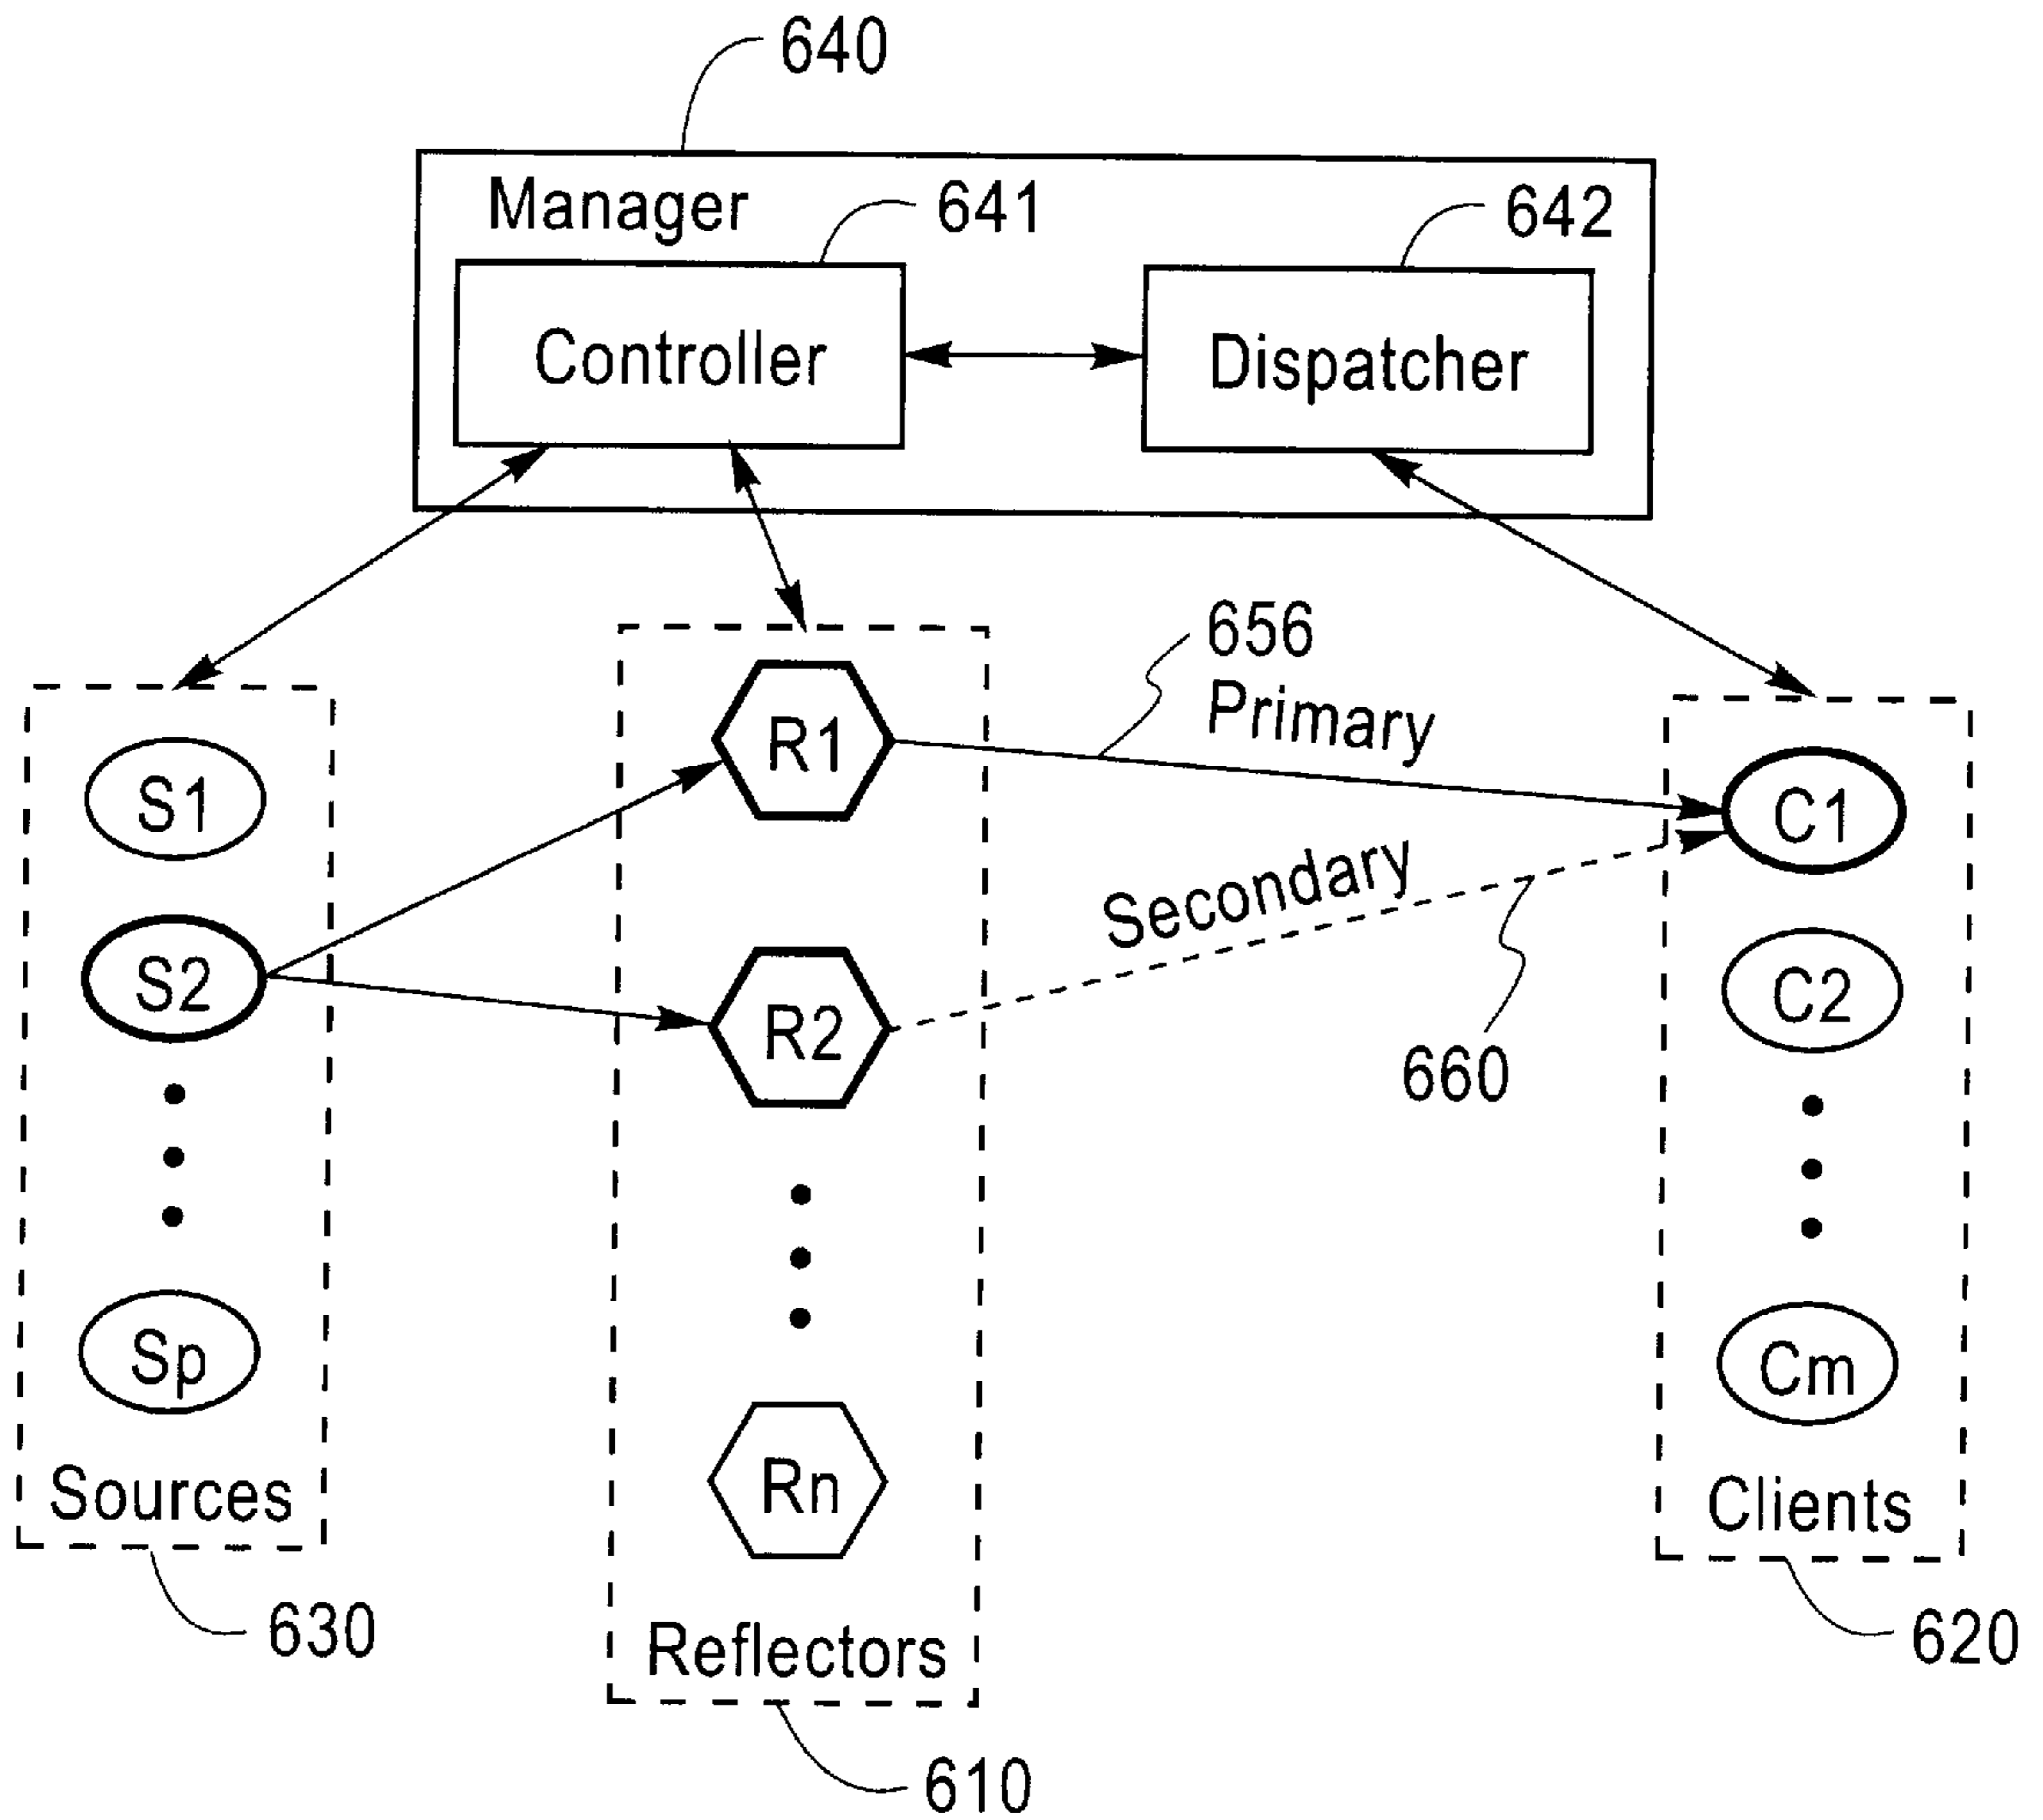 640
Manager
641
642
Controller
Dispatcher
656
Primary
R1
S1
C1
Secondary
S2
C2
R2
660
Sp
Cm
Rn
Sources
Clients
630
Reflectors
620
610